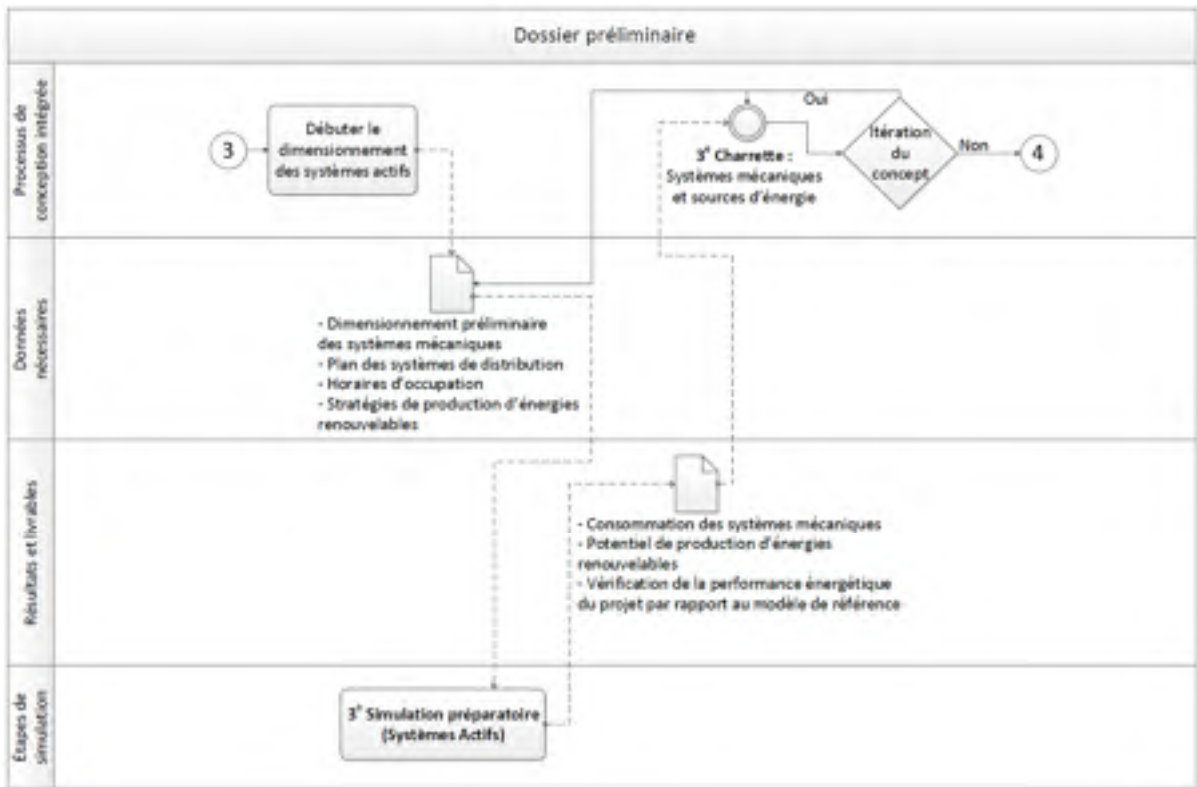 Dossier préliminaire
Processus de
conception intégrée
3
Débuter le
dimensionnement
des systèmes actifs
3e Charrette :
Systèmes mécaniques
et sources d'énergie
Oui
Itération
du
concept
Non
4
Données
nécessaires
- Dimensionnement préliminaire
des systèmes mécaniques
- Plan des systèmes de distribution
- Horaires d'occupation
- Stratégies de production d'énergies
renouvelables
Résultats et livrables
- Consommation des systèmes mécaniques
- Potentiel de production d'énergies
renouvelables
- Vérification de la performance énergétique
du projet par rapport au modèle de référence
Étapes de
simulation
3e Simulation préparatoire
(Systèmes Actifs)